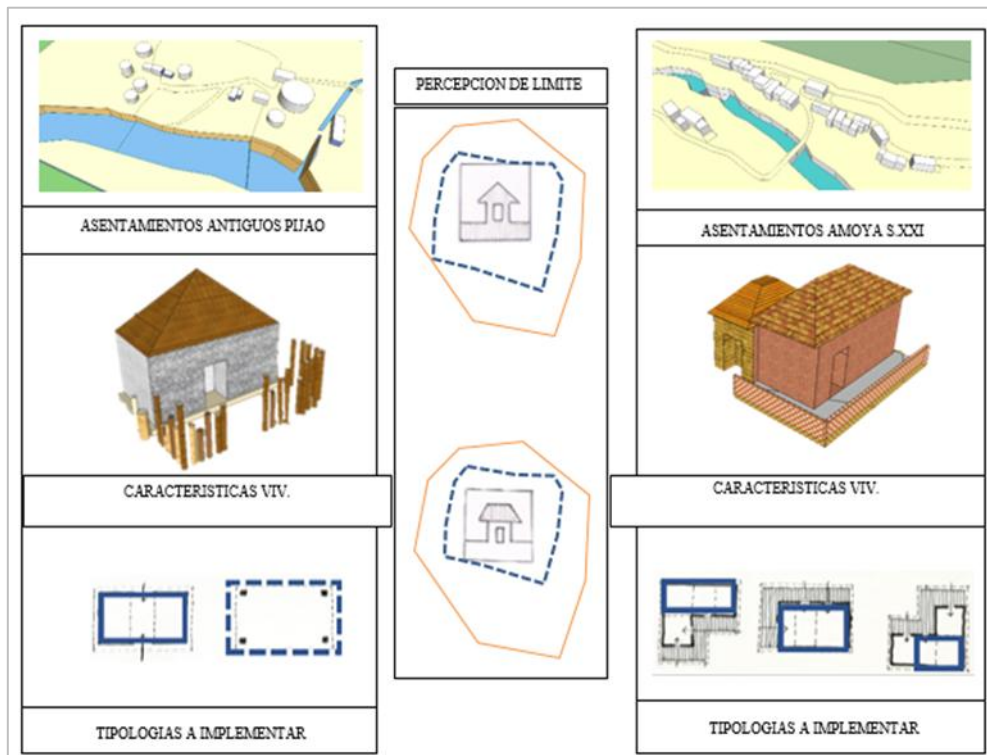 ASENTAMIENTOS ANTIGUOS PIJAO
CARACTERISTICAS VIV.
TIPOLOGIAS A IMPLEMENTAR
PERCEPCION DE LIMITE
ASENTAMIENTOS AMOYA S.XXI
CARACTERISTICAS VIV.
TIPOLOGIAS A IMPLEMENTAR